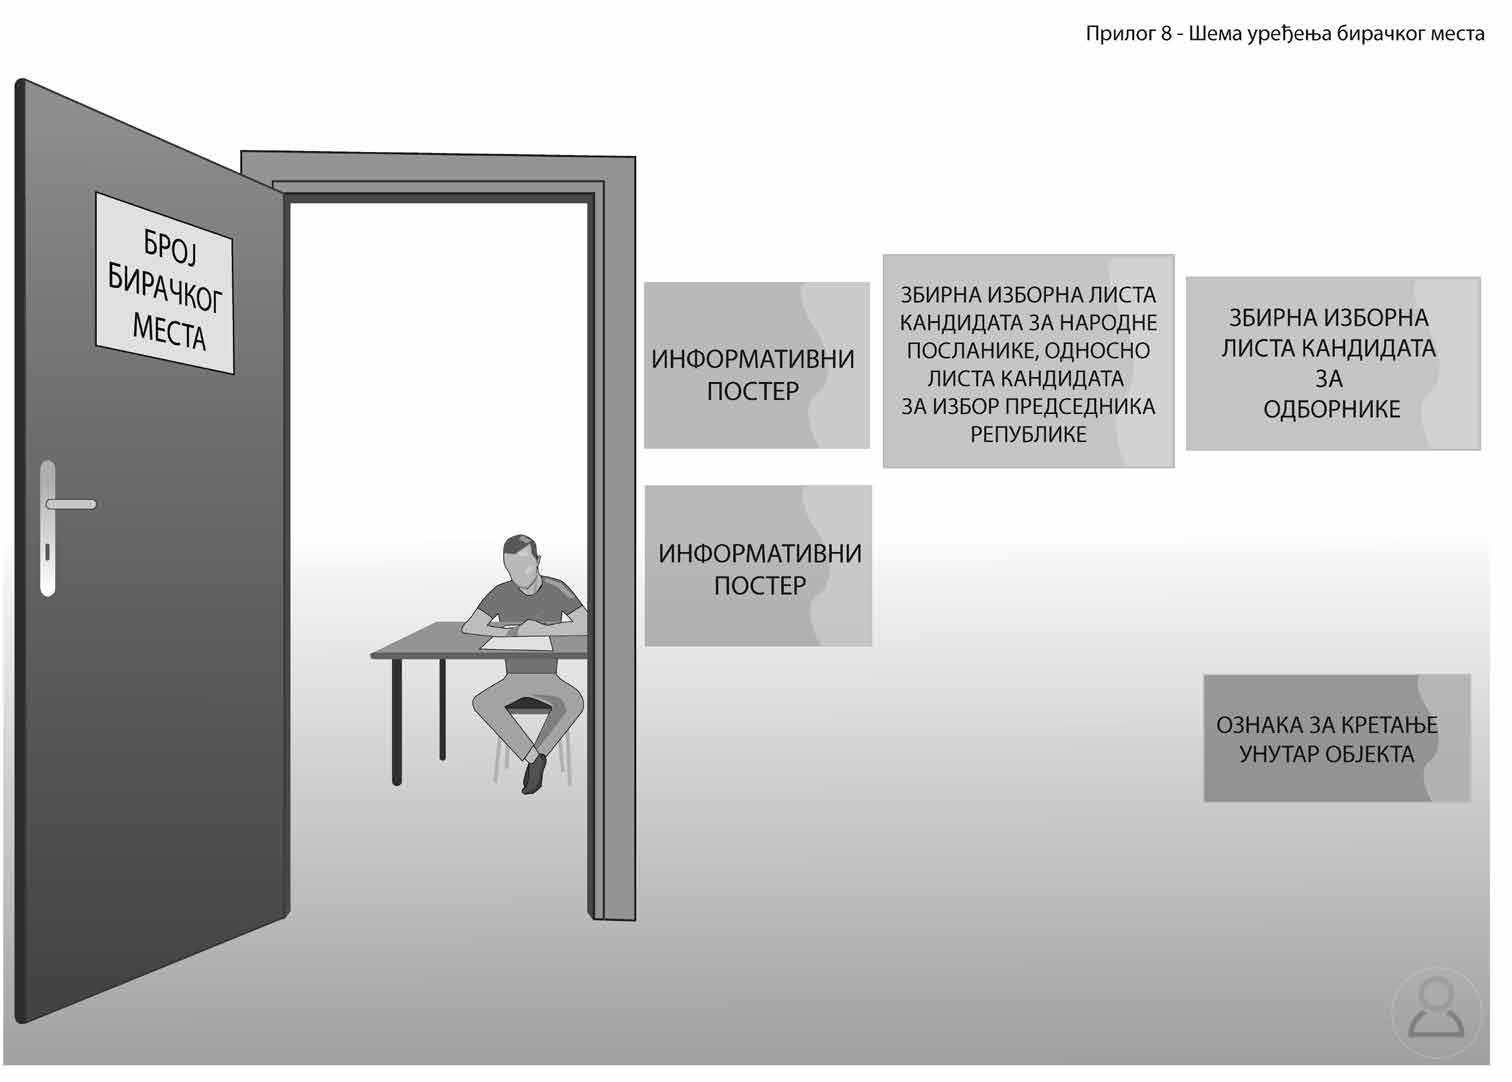 Прилог 8 - Шема уређења бирачког места
БРОЈ
БИРАЧКОГ
МЕСТА
ИНФОРМАТИВНИ
ПОСТЕР
ЗБИРНА ИЗБОРНА ЛИСТА
КАНДИДАТА ЗА НАРОДНЕ
ПОСЛАНИКЕ, ОДНОСНО
ЛИСТА КАНДИДАТА
ЗА ИЗБОР ПРЕДСЕДНИКА
РЕПУБЛИКЕ
ЗБИРНА ИЗБОРНА
ЛИСТА КАНДИДАТА
ЗА
ОДБОРНИКЕ
ИНФОРМАТИВНИ
ПОСТЕР
ОЗНАКА ЗА КРЕТАЊЕ
УНУТАР ОБЈЕКТА